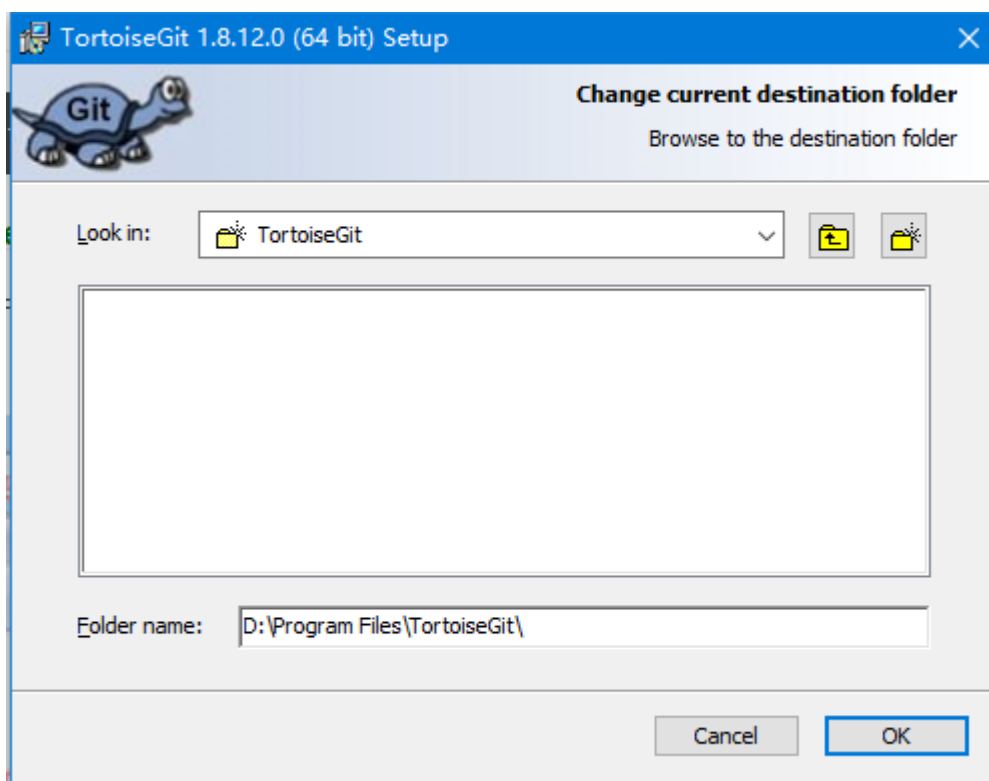 TortoiseGit 1.8.12.0 (64 bit) Setup
Git
Change current destination folder
Browse to the destination folder
Look in:
TortoiseGit
Folder name:
D:\Program Files\TortoiseGit\
Cancel
OK